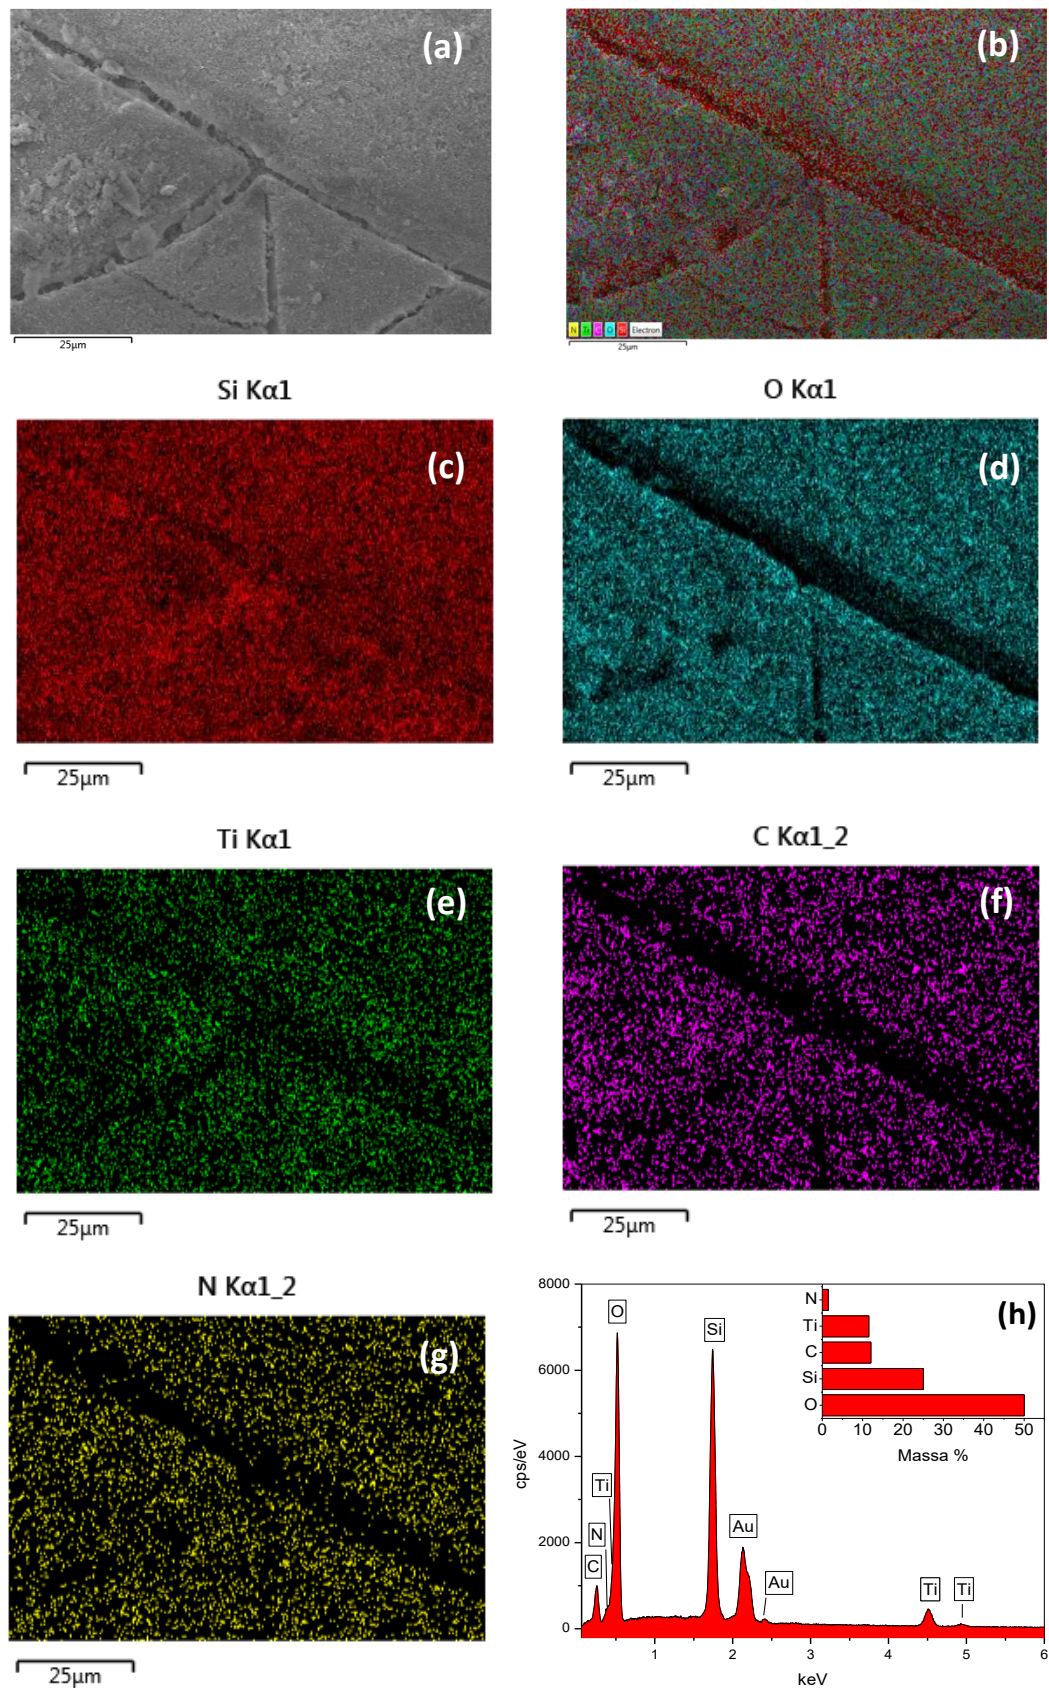 (a)
25μm
(b)
N Ti C O Si Electron
25μm
Si Kα1
(c)
25μm
O Kα1
(d)
25μm
Ti Kα1
(e)
25μm
C Kα1_2
(f)
25μm
N Kα1_2
(g)
25μm
(h)
8000
6000
4000
2000
0
cps/eV
1 2 3 4 5 6
keV
C
N
Ti
O
Si
Au
Au
Ti
Ti
N
Ti
C
Si
O
0 10 20 30 40 50
Massa %